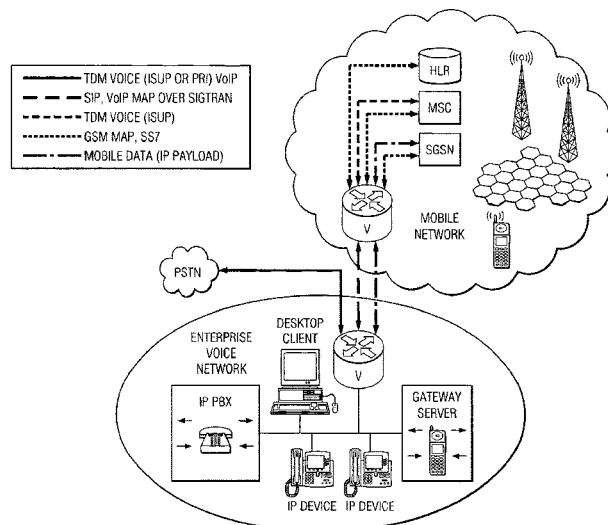 TDM VOICE (ISUP OR PRI) VoIP
SIP, VoIP MAP OVER SIGTRAN
TDM VOICE (ISUP)
GSM MAP, SS7
MOBILE DATA (IP PAYLOAD)
HLR
MSC
SGSN
V
MOBILE
NETWORK
PSTN
ENTERPRISE
VOICE
NETWORK
DESKTOP
CLIENT
V
IP PBX
GATEWAY
SERVER
IP DEVICE
IP DEVICE